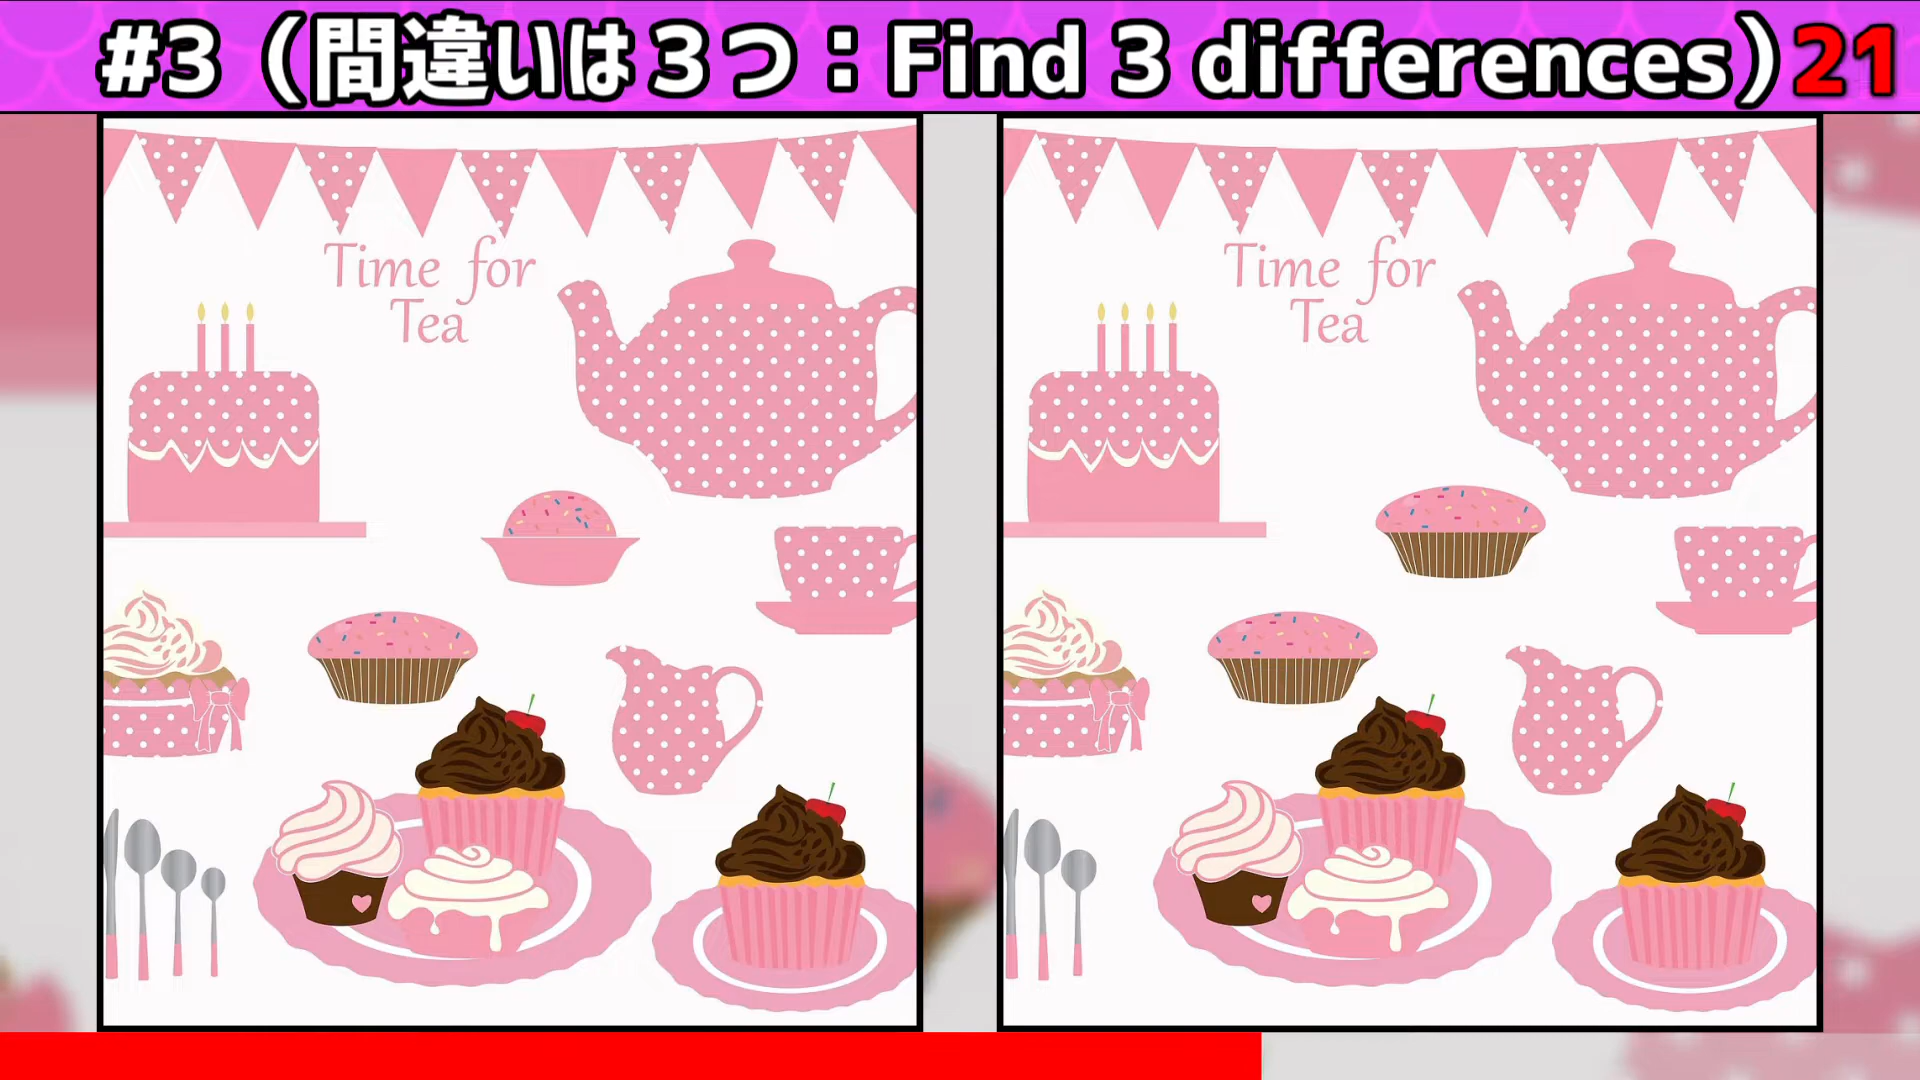 #3（間違いは３つ：Find 3 differences）21
Time for
Tea
Time for
Tea